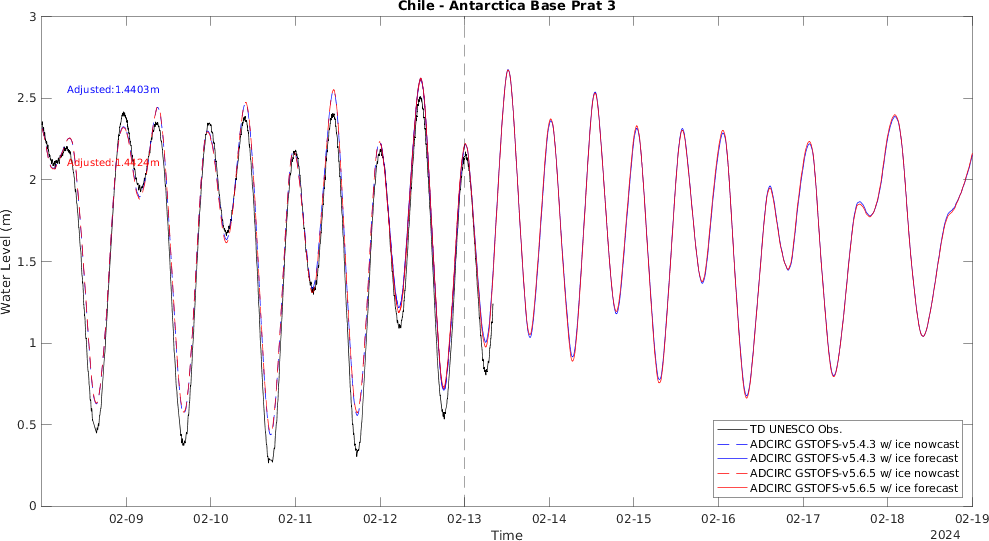 Chile - Antarctica Base Prat 3
3
2.5
2
1.5
1
0.5
0
Water Level (m)
Adjusted:1.4403m
Adjusted:1.4424m
TD UNESCO Obs.
ADCIRC GSTOFS-v5.4.3 w/ ice nowcast
ADCIRC GSTOFS-v5.4.3 w/ ice forecast
ADCIRC GSTOFS-v5.6.5 w/ ice nowcast
ADCIRC GSTOFS-v5.6.5 w/ ice forecast
02-09 02-10 02-11 02-12 02-13 02-14 02-15 02-16 02-17 02-18 02-19
Time
2024